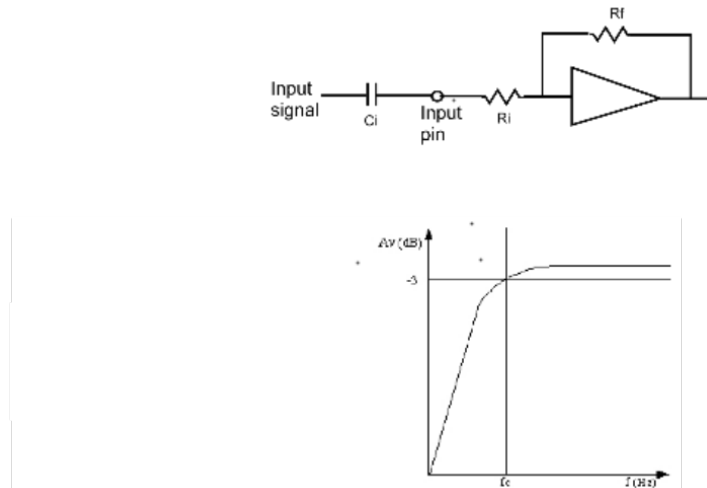 Rf
Input
signal
Ci
Input
pin
Ri
Av (dB)
-3
fc
f (Hz)